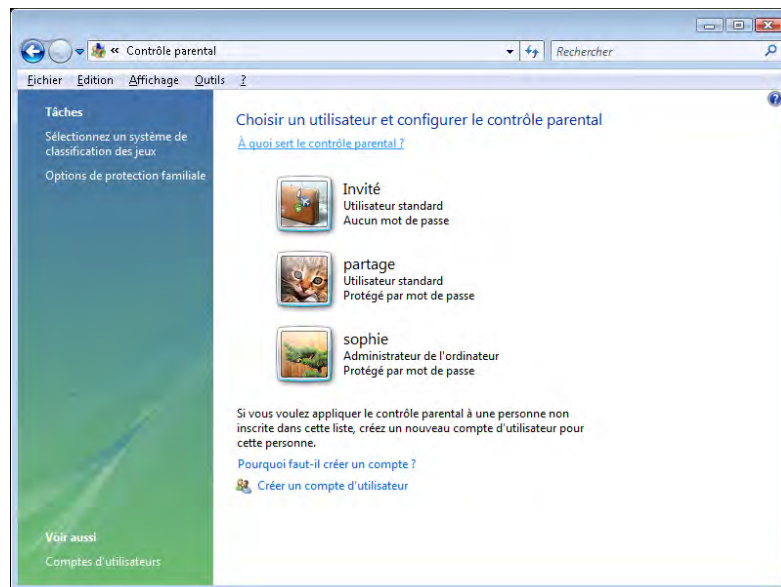 « Contrôle parental
Rechercher
Fichier Edition Affichage Outils ?
Tâches
Sélectionnez un système de
classification des jeux
Options de protection familiale
Choisir un utilisateur et configurer le contrôle parental
À quoi sert le contrôle parental ?
Invité
Utilisateur standard
Aucun mot de passe
partage
Utilisateur standard
Protégé par mot de passe
sophie
Administrateur de l'ordinateur
Protégé par mot de passe
Si vous voulez appliquer le contrôle parental à une personne non
inscrite dans cette liste, créez un nouveau compte d'utilisateur pour
cette personne.
Pourquoi faut-il créer un compte ?
Créer un compte d'utilisateur
Voir aussi
Comptes d'utilisateurs